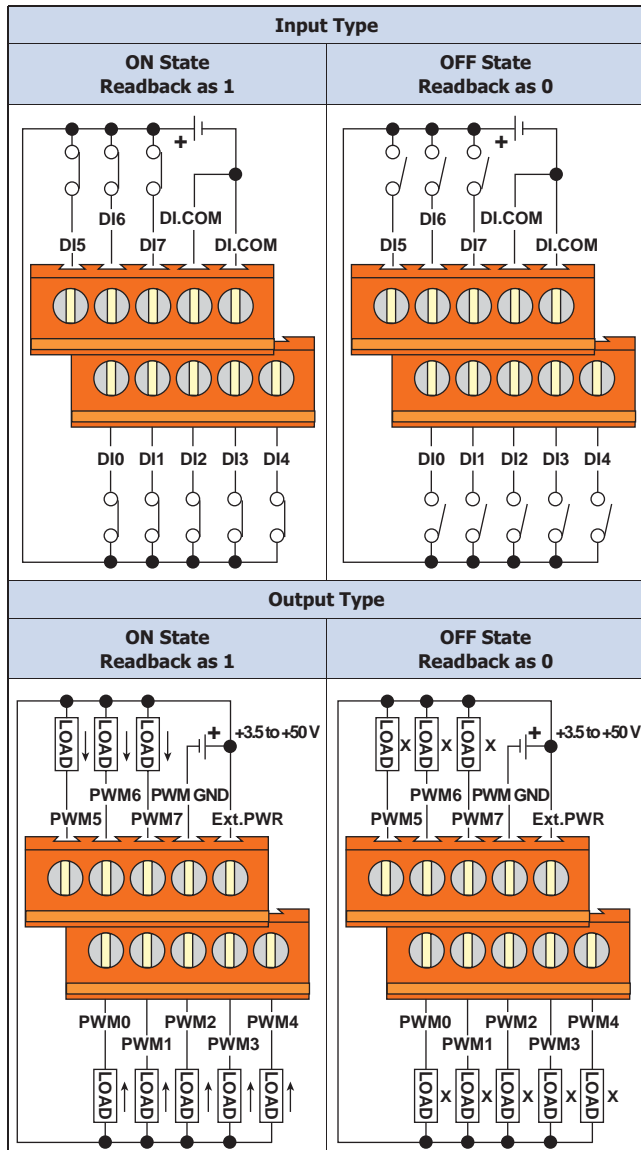 Input Type
ON State
Readback as 1
OFF State
Readback as 0
+
DI6
DI.COM
DI5
DI7
DI.COM
DI0
DI1
DI2
DI3
DI4
+
DI6
DI.COM
DI5
DI7
DI.COM
DI0
DI1
DI2
DI3
DI4
Output Type
ON State
Readback as 1
OFF State
Readback as 0
LOAD
LOAD
LOAD
+
+3.5 to +50 V
PWM6
PWM GND
PWM5
PWM7
Ext.PWR
PWM0
PWM2
PWM4
PWM1
PWM3
LOAD
LOAD
LOAD
LOAD
LOAD
LOAD
X
LOAD
X
LOAD
X
+
+3.5 to +50 V
PWM6
PWM GND
PWM5
PWM7
Ext.PWR
PWM0
PWM2
PWM4
PWM1
PWM3
LOAD
X
LOAD
X
LOAD
X
LOAD
X
LOAD
X